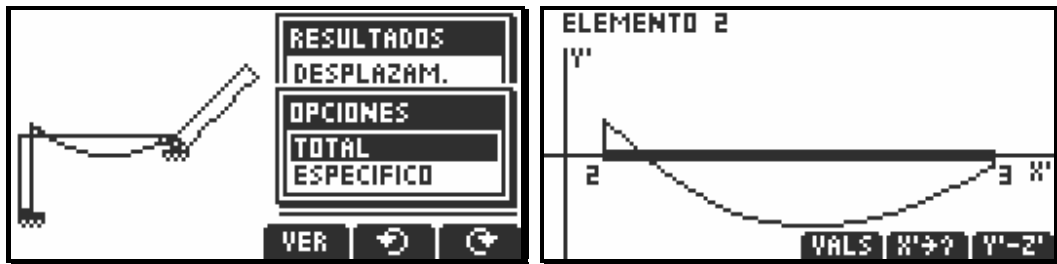 RESULTADOS
DESPLAZAM.
OPCIONES
TOTAL
ESPECIFICO
VER
ELEMENTO 2
Y'
2
3 X'
VALS X'→? Y'-Z'